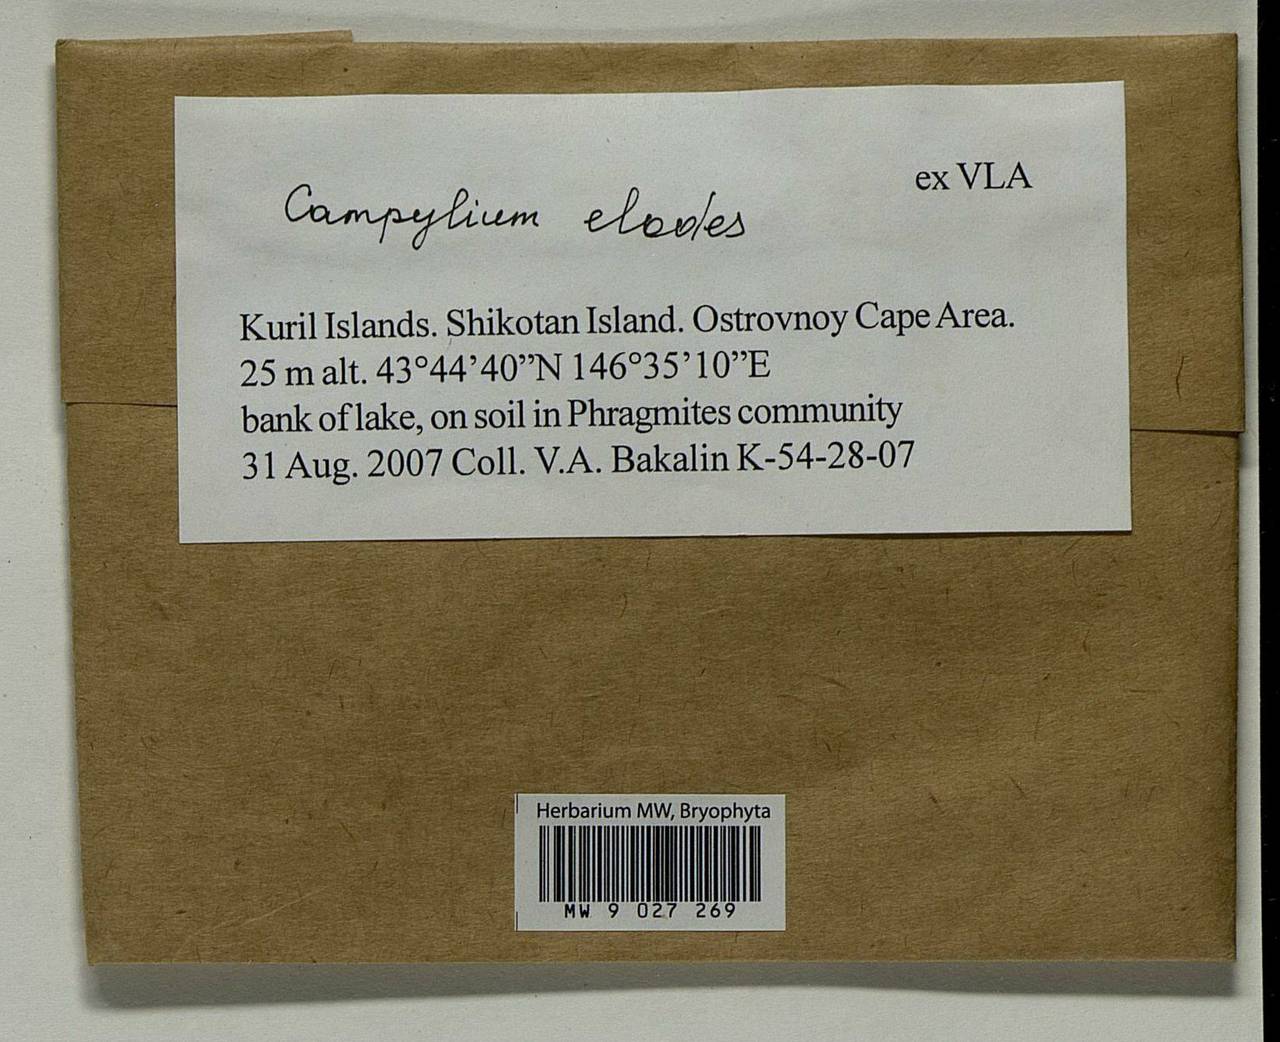 ex VLA
Campylium elodes
Kuril Islands. Shikotan Island. Ostrovnoy Cape Area.
25 m alt. 43°44’40”N 146°35’10”E
bank of lake, on soil in Phragmites community
31 Aug. 2007 Coll. V.A. Bakalin K-54-28-07
Herbarium MW, Bryophyta
MW 9 027 269